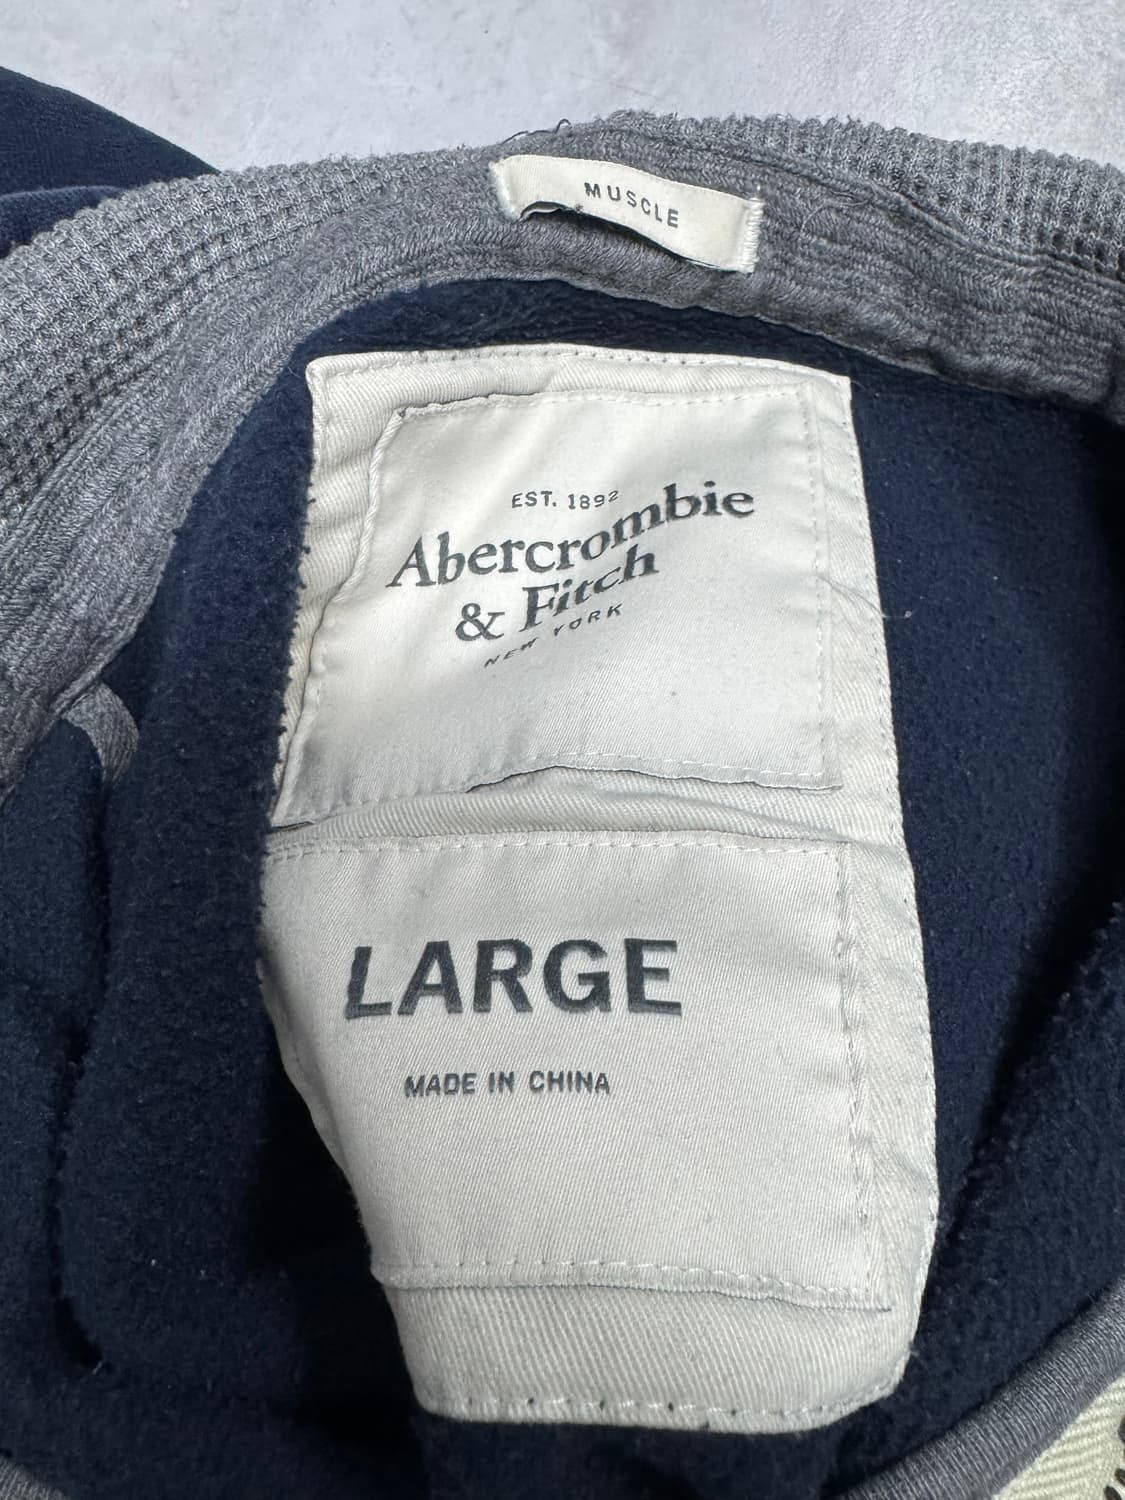 MUSCLE
EST. 1892
Abercrombie
& Fitch
NEW YORK
LARGE
MADE IN CHINA